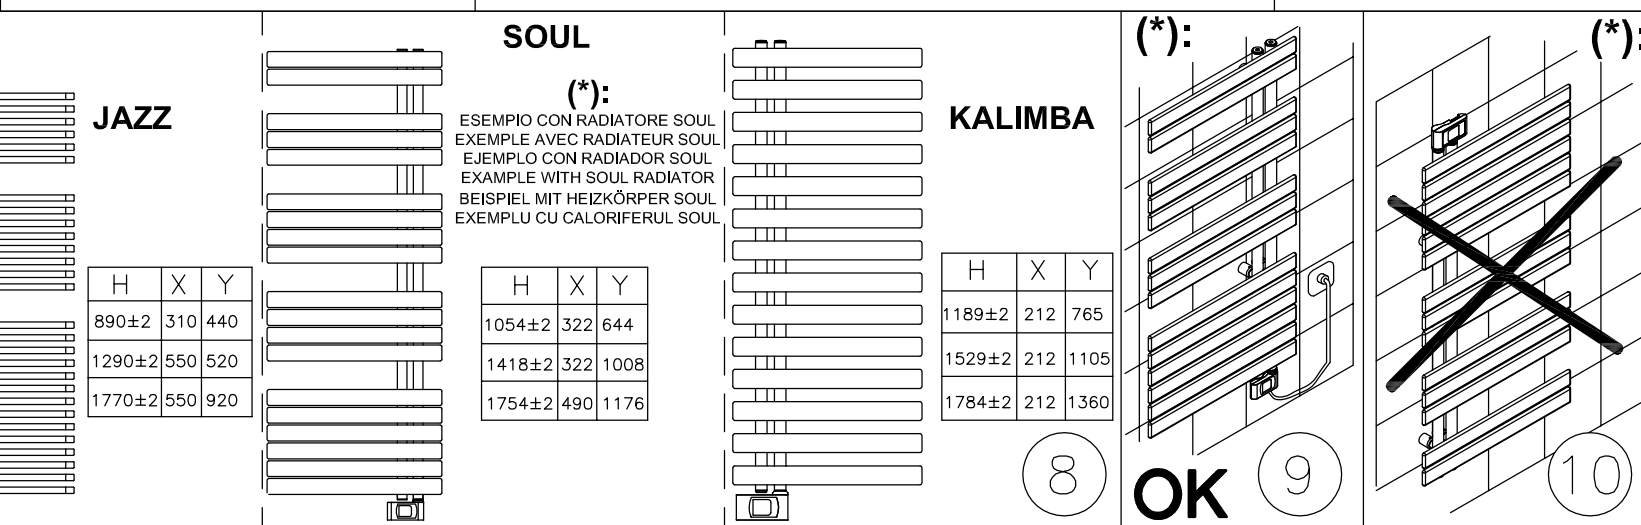 JAZZ
H X Y
890±2 310 440
1290±2 550 520
1770±2 550 920
SOUL
(*):
ESEMPIO CON RADIATORE SOUL
EXEMPLE AVEC RADIATEUR SOUL
EJEMPLO CON RADIADOR SOUL
EXAMPLE WITH SOUL RADIATOR
BEISPIEL MIT HEIZKÖRPER SOUL
EXEMPLU CU CALORIFERUL SOUL
H X Y
1054±2 322 644
1418±2 322 1008
1754±2 490 1176
KALIMBA
H X Y
1189±2 212 765
1529±2 212 1105
1784±2 212 1360
8
(*):
OK
9
(*):
10